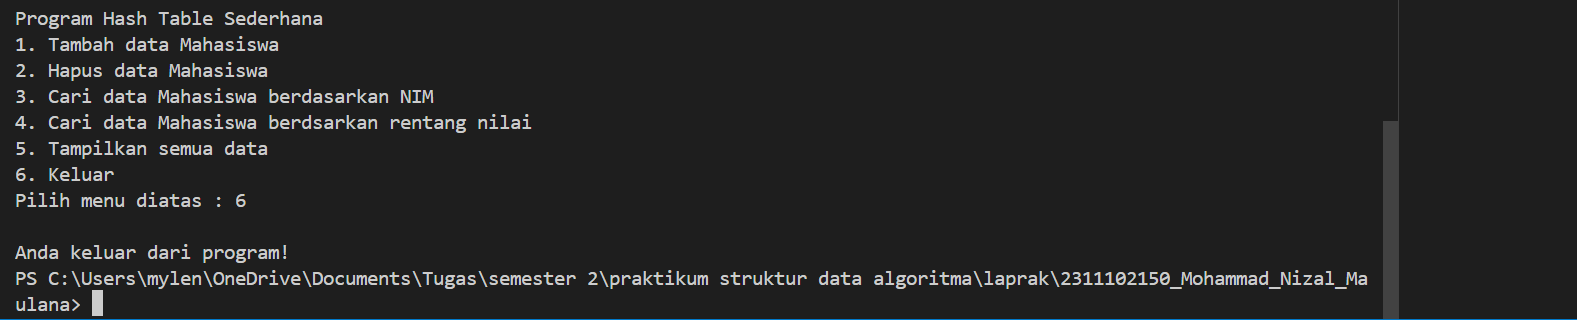 Program Hash Table Sederhana
1. Tambah data Mahasiswa
2. Hapus data Mahasiswa
3. Cari data Mahasiswa berdasarkan NIM
4. Cari data Mahasiswa berdsarkan rentang nilai
5. Tampilkan semua data
6. Keluar
Pilih menu diatas : 6
Anda keluar dari program!
PS C:\Users\mylen\OneDrive\Documents\Tugas\semester 2\praktikum struktur data algoritma\laprak\2311102150_Mohammad_Nizal_Ma
ulana>